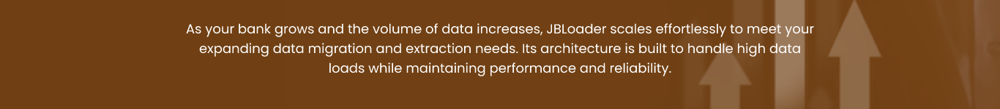 As your bank grows and the volume of data increases, JBLoader scales effortlessly to meet your
expanding data migration and extraction needs. Its architecture is built to handle high data
loads while maintaining performance and reliability.